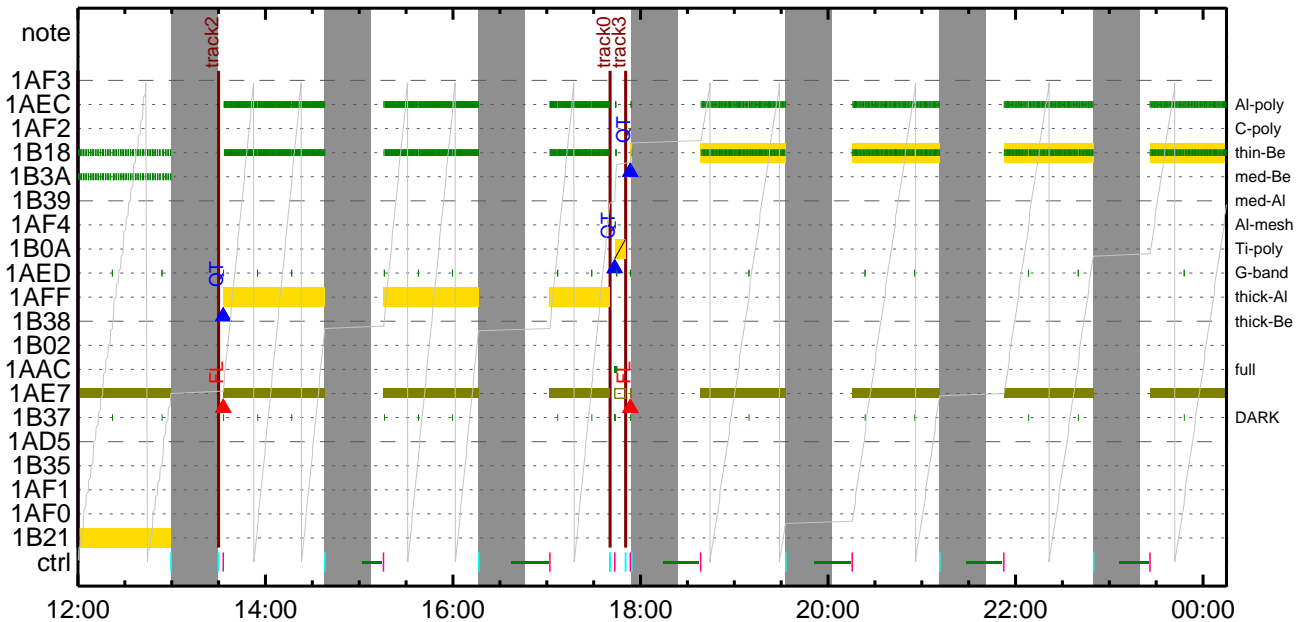 note
track2
track0
track3
1AF3
1AEC
Al-poly
1AF2
C-poly
QT
1B18
thin-Be
1B3A
med-Be
1B39
med-Al
1AF4
Al-mesh
QT
1B0A
Ti-poly
1AED
G-band
QT
1AFF
thick-Al
1B38
thick-Be
1B02
1AAC
full
FL
FL
1AE7
1B37
DARK
1AD5
1B35
1AF1
1AF0
1B21
ctrl
12:00 14:00 16:00 18:00 20:00 22:00 00:00